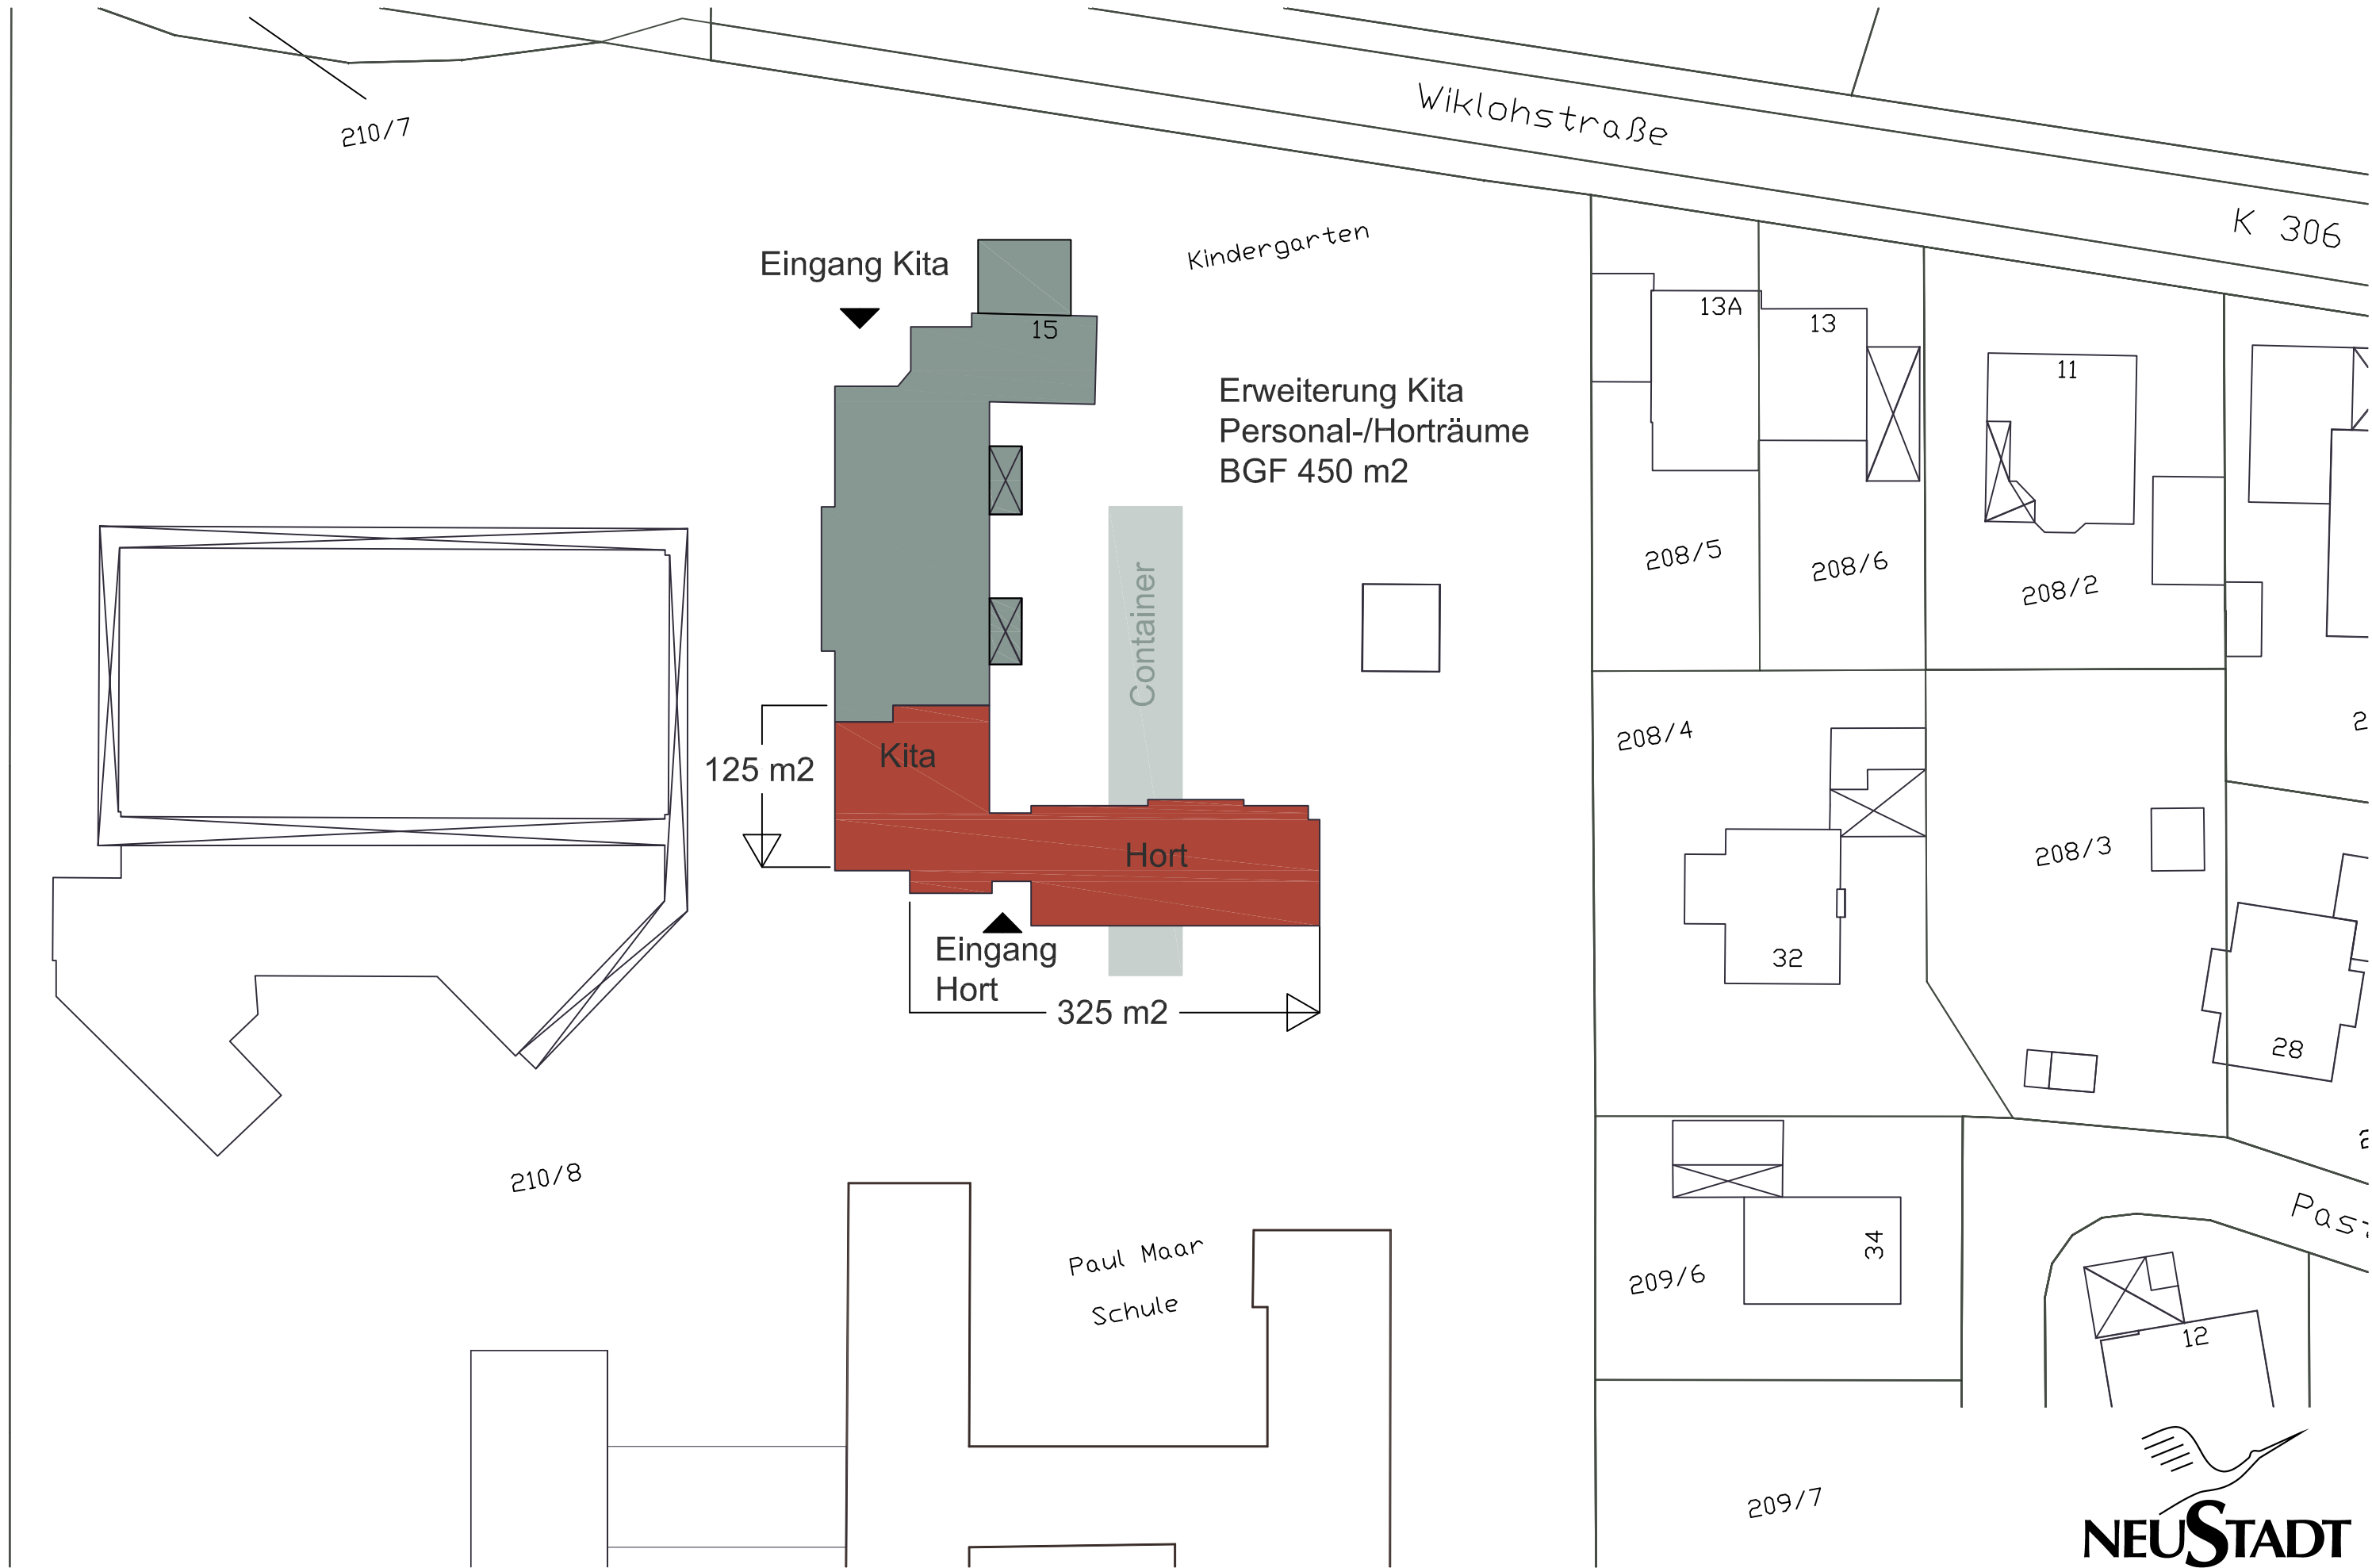 Wiklohstraße
210/7
K 306
Kindergarten
Eingang Kita
15
13A
13
11
Erweiterung Kita
Personal-/Horträume
BGF 450 m2
Container
208/5
208/6
208/2
208/4
Kita
125 m2
Hort
208/3
Eingang
Hort
32
325 m2
28
210/8
Paul Maar
Schule
209/6
34
12
209/7
NEUSTADT